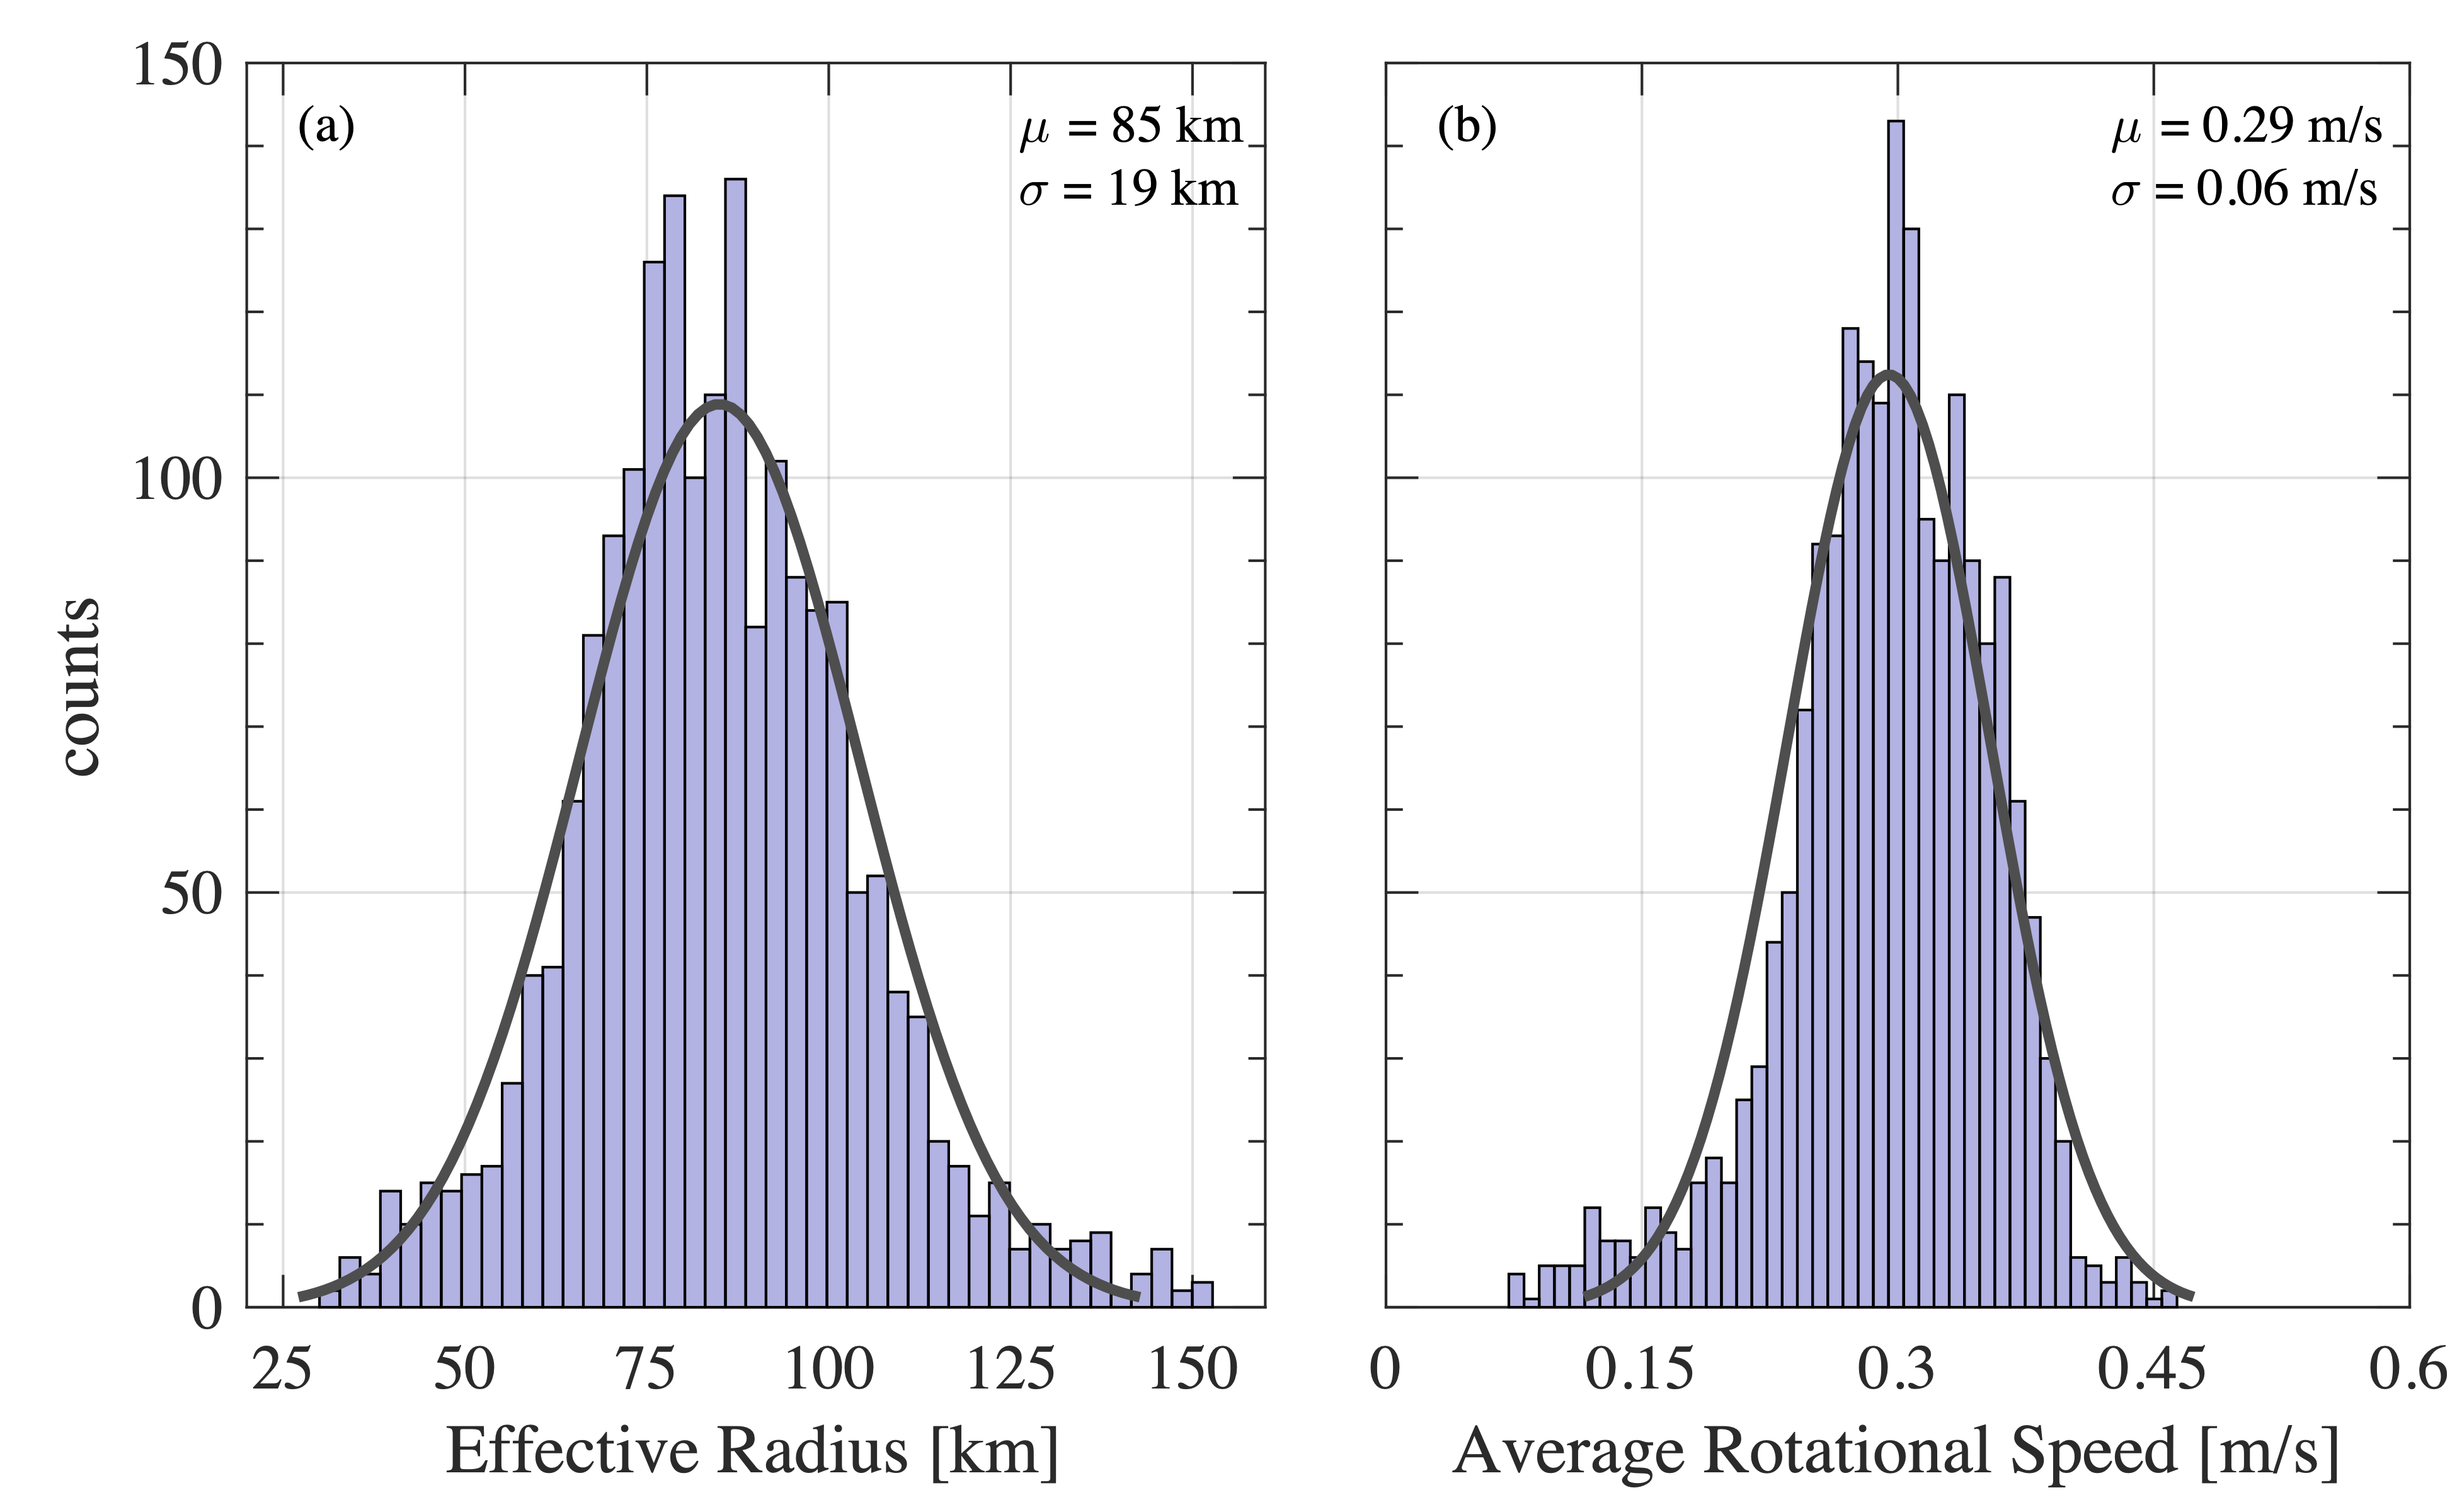 150
100
50
0
counts
(a)
μ = 85 km
σ = 19 km
25 50 75 100 125 150
Effective Radius [km]
(b)
μ = 0.29 m/s
σ = 0.06 m/s
0 0.15 0.3 0.45 0.6
Average Rotational Speed [m/s]